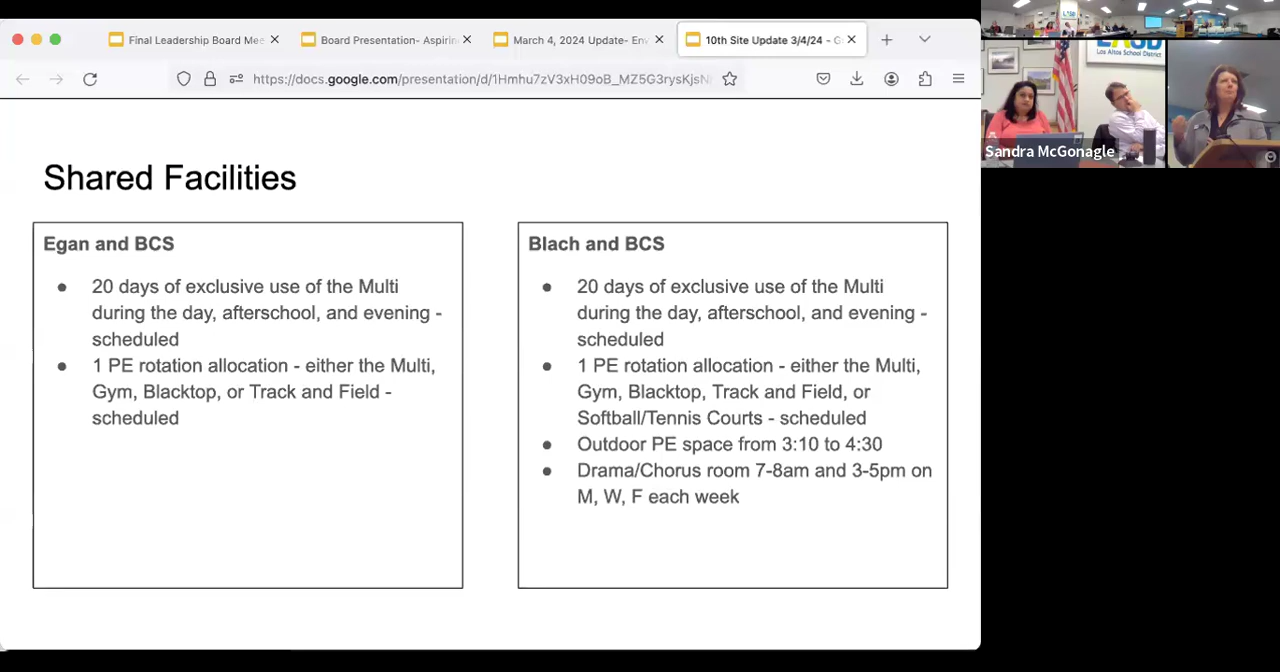 Final Leadership Board Mee
Board Presentation- Aspirin
March 4, 2024 Update- En
10th Site Update 3/4/24 - G
https://docs.google.com/presentation/d/1Hmhu7zV3xH09oB_MZ5G3rysKjsN
Shared Facilities
Egan and BCS
● 20 days of exclusive use of the Multi
during the day, afterschool, and evening -
scheduled
● 1 PE rotation allocation - either the Multi,
Gym, Blacktop, or Track and Field -
scheduled
Blach and BCS
● 20 days of exclusive use of the Multi
during the day, afterschool, and evening -
scheduled
● 1 PE rotation allocation - either the Multi,
Gym, Blacktop, Track and Field, or
Softball/Tennis Courts - scheduled
● Outdoor PE space from 3:10 to 4:30
● Drama/Chorus room 7-8am and 3-5pm on
M, W, F each week
LASD
Los Altos School District
Sandra McGonagle